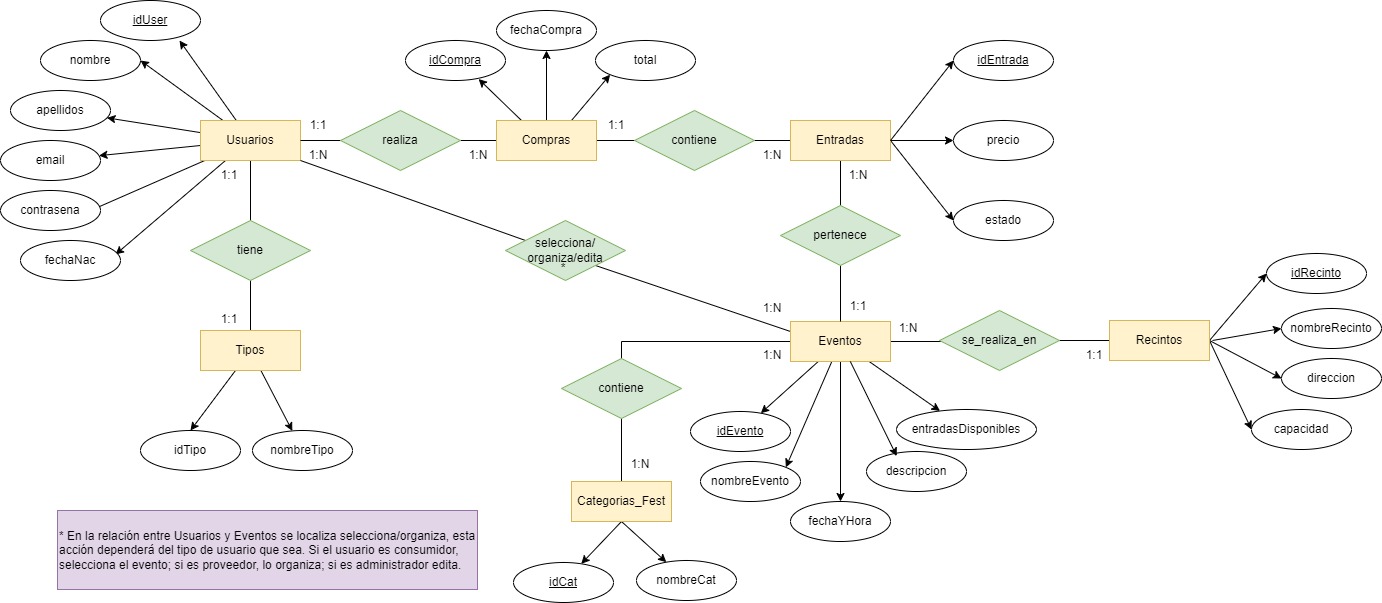 idUser
nombre
apellidos
email
contrasena
fechaNac
Usuarios
1:1
1:N
1:1
realiza
1:N
fechaCompra
idCompra
total
Compras
1:1
contiene
1:N
Entradas
1:N
idEntrada
precio
estado
tiene
1:1
Tipos
idTipo
nombreTipo
selecciona/
organiza/edita
*
pertenece
1:N
1:1
Eventos
1:N
1:N
se_realiza_en
1:1
Recintos
idRecinto
nombreRecinto
direccion
capacidad
contiene
1:N
Categorias_Fest
idCat
nombreCat
idEvento
nombreEvento
fechaYHora
descripcion
entradasDisponibles
* En la relación entre Usuarios y Eventos se localiza selecciona/organiza, esta
acción dependerá del tipo de usuario que sea. Si el usuario es consumidor,
selecciona el evento; si es proveedor, lo organiza; si es administrador edita.